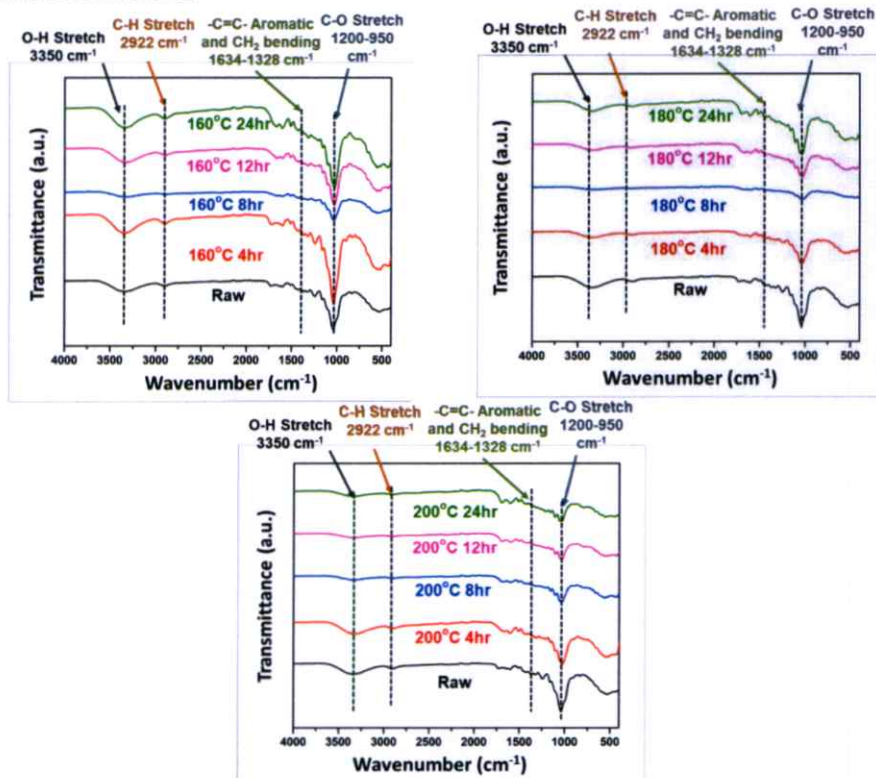 O-H Stretch
3350 cm⁻¹
C-H Stretch
2922 cm⁻¹
-C=C- Aromatic
and CH₂ bending
1634-1328 cm⁻¹
C-O Stretch
1200-950
cm⁻¹
160°C 24hr
160°C 12hr
160°C 8hr
160°C 4hr
Raw
Transmittance (a.u.)
4000 3500 3000 2500 2000 1500 1000 500
Wavenumber (cm⁻¹)
O-H Stretch
3350 cm⁻¹
C-H Stretch
2922 cm⁻¹
-C=C- Aromatic
and CH₂ bending
1634-1328 cm⁻¹
C-O Stretch
1200-950
cm⁻¹
180°C 24hr
180°C 12hr
180°C 8hr
180°C 4hr
Raw
Transmittance (a.u.)
4000 3500 3000 2500 2000 1500 1000 500
Wavenumber (cm⁻¹)
O-H Stretch
3350 cm⁻¹
C-H Stretch
2922 cm⁻¹
-C=C- Aromatic
and CH₂ bending
1634-1328 cm⁻¹
C-O Stretch
1200-950
cm⁻¹
200°C 24hr
200°C 12hr
200°C 8hr
200°C 4hr
Raw
Transmittance (a.u.)
4000 3500 3000 2500 2000 1500 1000 500
Wavenumber (cm⁻¹)